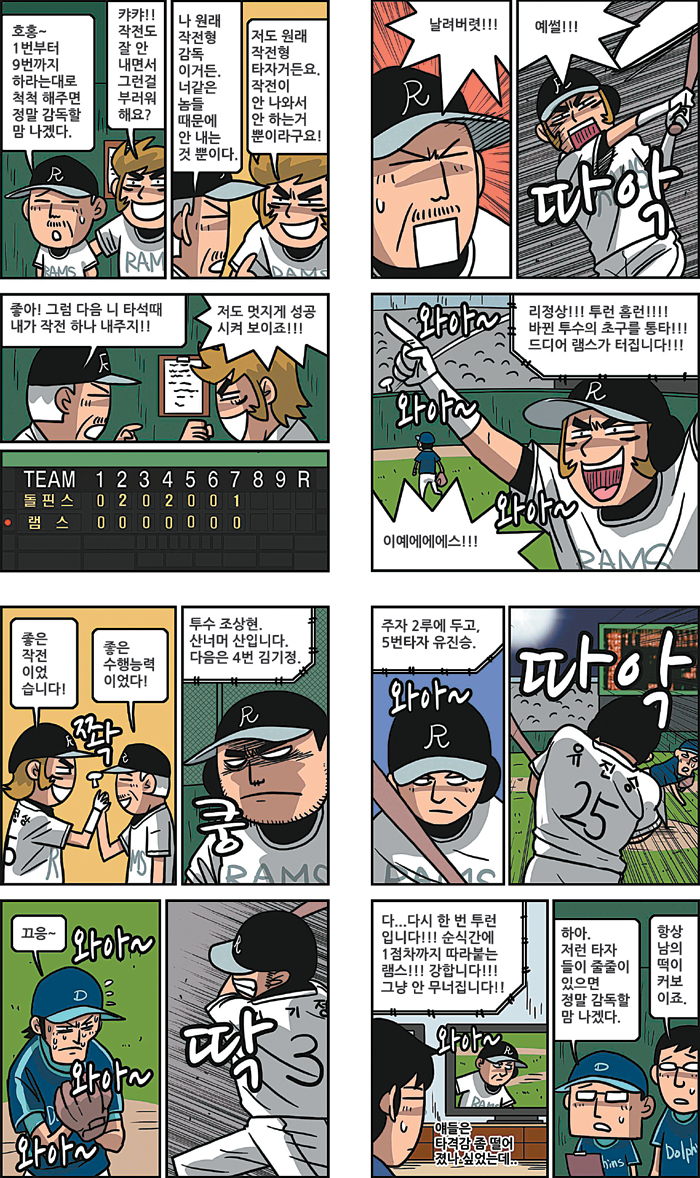 호흥~
1번부터
9번까지
하라는대로
척척 해주면
정말 감독할
맘 나겠다.
캬캬!!
작전도
잘 안
내면서
그런걸
부러워
해요?
R
RAMS
RAM
나 원래
작전형
감독
이거든.
너같은
놈들
때문에
안 내는
것 뿐이다.
저도 원래
작전형
타자거든요.
작전이
안 나와서
안 하는거
뿐이라구요!
RAMS
좋아! 그럼 다음 니 타석때
내가 작전 하나 내주지!!
저도 멋지게 성공
시켜 보이죠!!!
R
TEAM 1 2 3 4 5 6 7 8 9 R
돌핀스 0 2 0 2 0 0 1
램스 0 0 0 0 0 0 0
날려버렷!!!
R
예썰!!!
따악
RAMS
와아~
리정상!!! 투런 홈런!!!!
바뀐 투수의 초구를 통타!!!
드디어 램스가 터집니다!!!
와아~
R
와아~
이예에에에스!!!
RAMS
좋은
작전
이었
습니다!
좋은
수행능력
이었다!
짝
R
R
MS
투수 조상현.
산너머 산입니다.
다음은 4번 김기정.
R
쿵
RAMS
끄응~
와아~
D
와아~
와아~
기정
딱
3
주자 2루에 두고,
5번타자 유진승.
와아~
R
RAMS
따악
유진승
25
다...다시 한 번 투런
입니다!!! 순식간에
1점차까지 따라붙는
램스!!! 강합니다!!!
그냥 안 무너집니다!!
와아~
R
RAMS
얘들은
타격감 좀 떨어
졌나 싶었는데..
하아.
저런 타자
들이 줄줄이
있으면
정말 감독할
맘 나겠다.
항상
남의
떡이
커보
이죠.
D
hins
Dolph